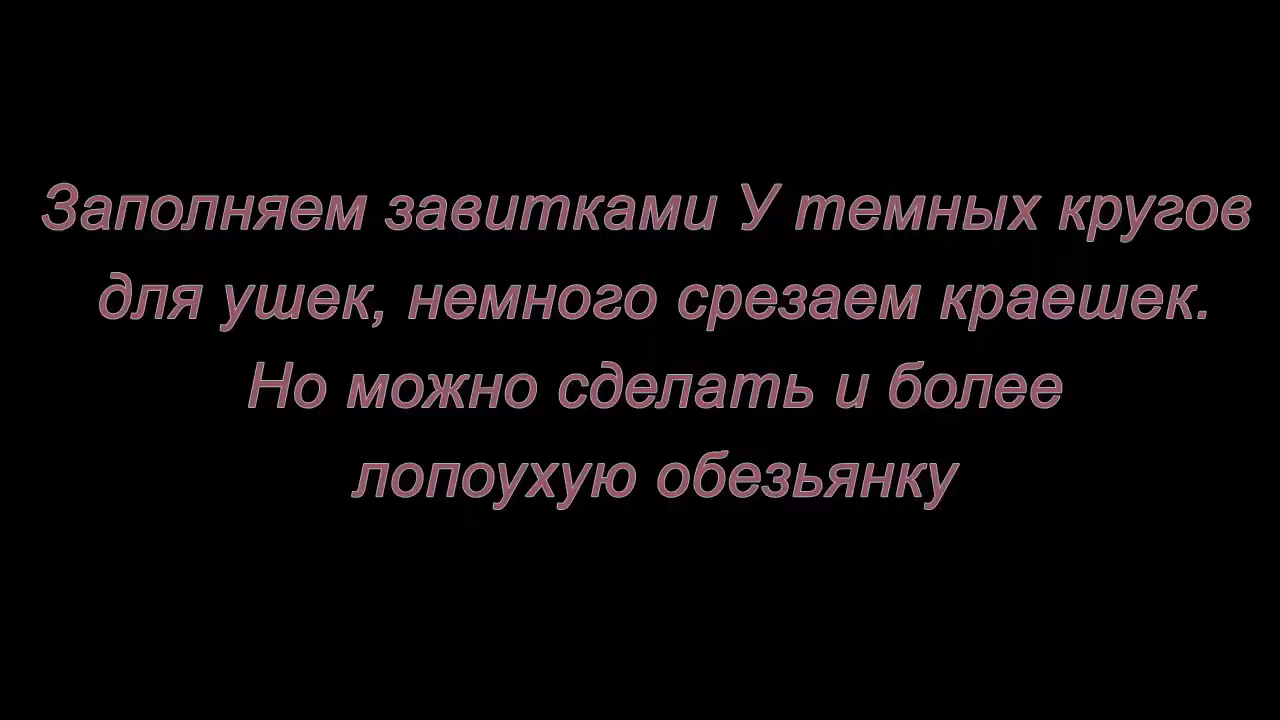 Заполняем завитками У темных кругов
для ушек, немного срезаем краешек.
Но можно сделать и более
лопоухую обезьянку